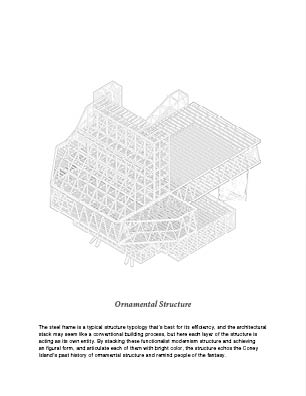 Ornamental Structure
The steel frame is a typical structure typology that's best for its efficiency, and the architectural
stack may seem like a conventional building process, but here each layer of the structure is
acting as its own entity. By stacking these functionalist modernism structure and achieving
an figural form, and articulate each of them with bright color, the structure echos the Coney
Island's past history of ornamental structure and remind people of the fantasy.